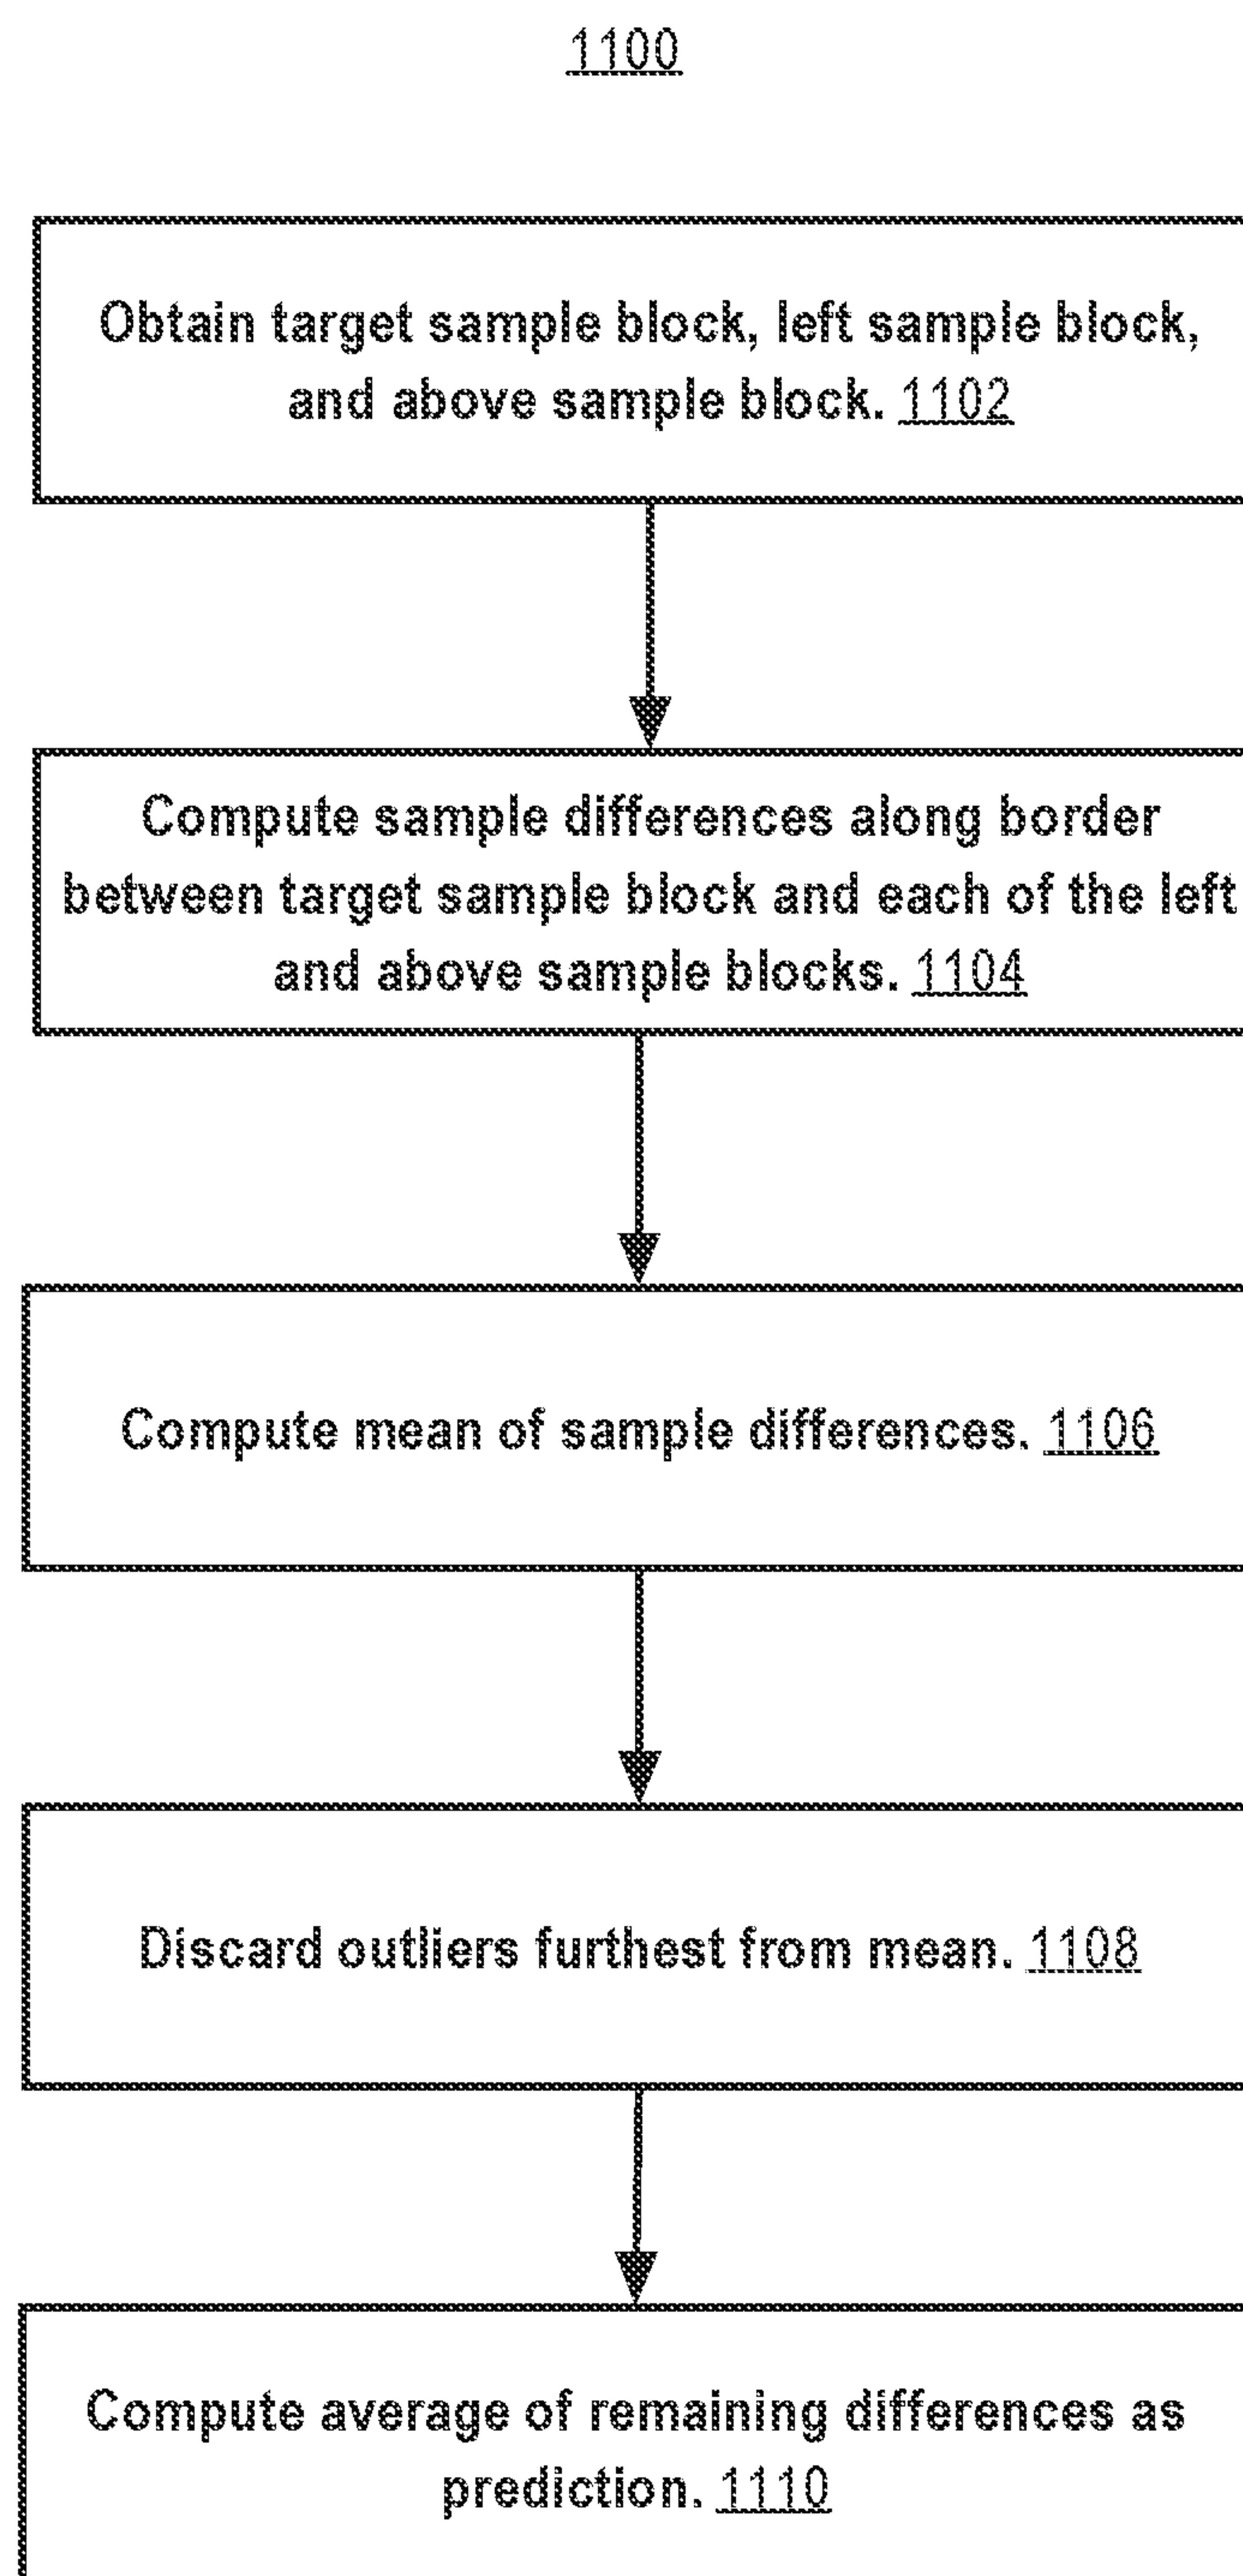 1100
Obtain target sample block, left sample block,
and above sample block. 1102
Compute sample differences along border
between target sample block and each of the left
and above sample blocks. 1104
Compute mean of sample differences. 1106
Discard outliers furthest from mean. 1108
Compute average of remaining differences as
prediction. 1110